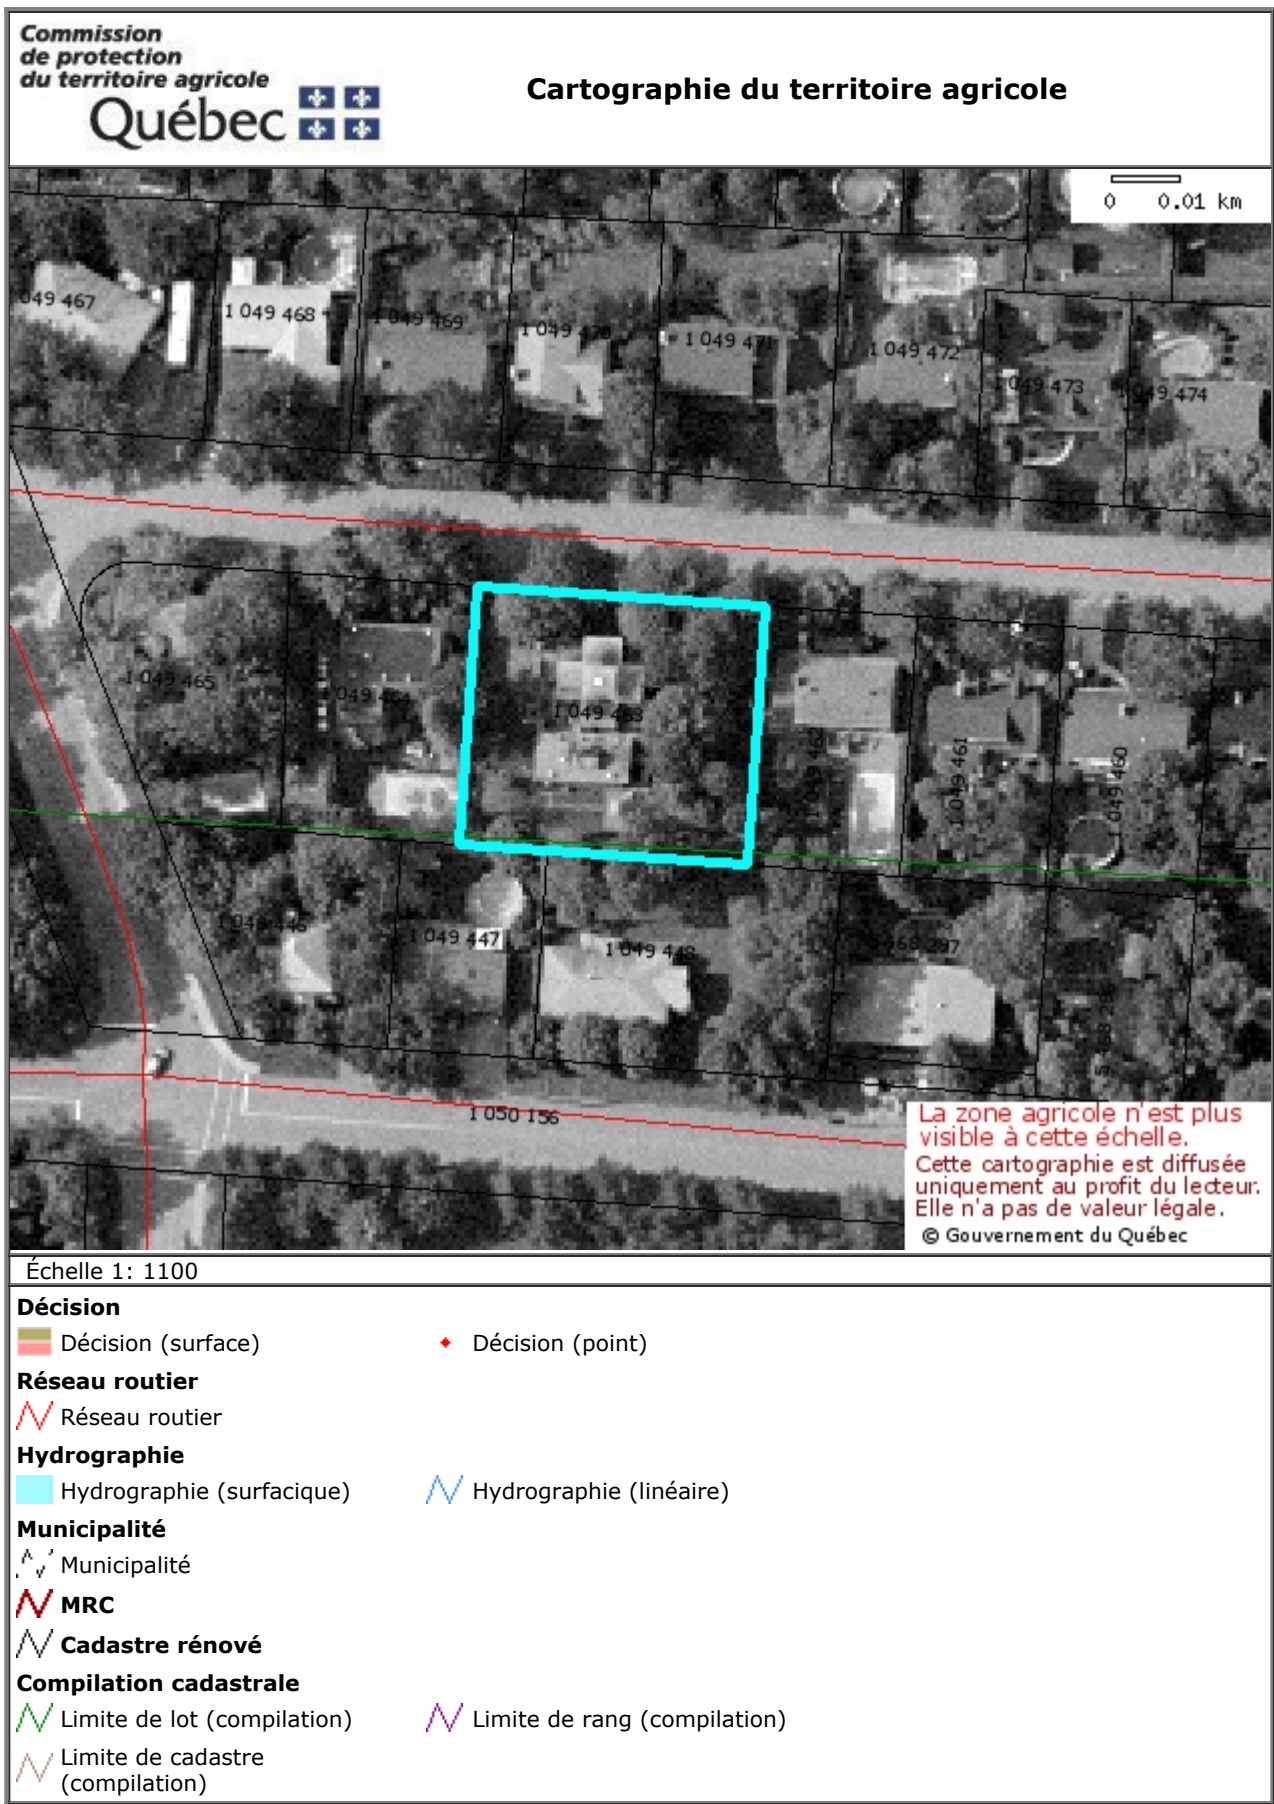 Commission
de protection
du territoire agricole
Québec
Cartographie du territoire agricole
0 0.01 km
049 467
1 049 468
1 049 469
1 049 470
1 049 471
1 049 472
1 049 473
1 049 474
1 049 465
1 049 464
1 049 463
1 049 462
1 049 461
1 049 460
1 049 446
1 049 447
1 049 448
1 050 156
La zone agricole n'est plus
visible à cette échelle.
Cette cartographie est diffusée
uniquement au profit du lecteur.
Elle n'a pas de valeur légale.
© Gouvernement du Québec
Échelle 1: 1100
Décision
Décision (surface)
Décision (point)
Réseau routier
Réseau routier
Hydrographie
Hydrographie (surfacique)
Hydrographie (linéaire)
Municipalité
Municipalité
MRC
Cadastre rénové
Compilation cadastrale
Limite de lot (compilation)
Limite de rang (compilation)
Limite de cadastre
(compilation)